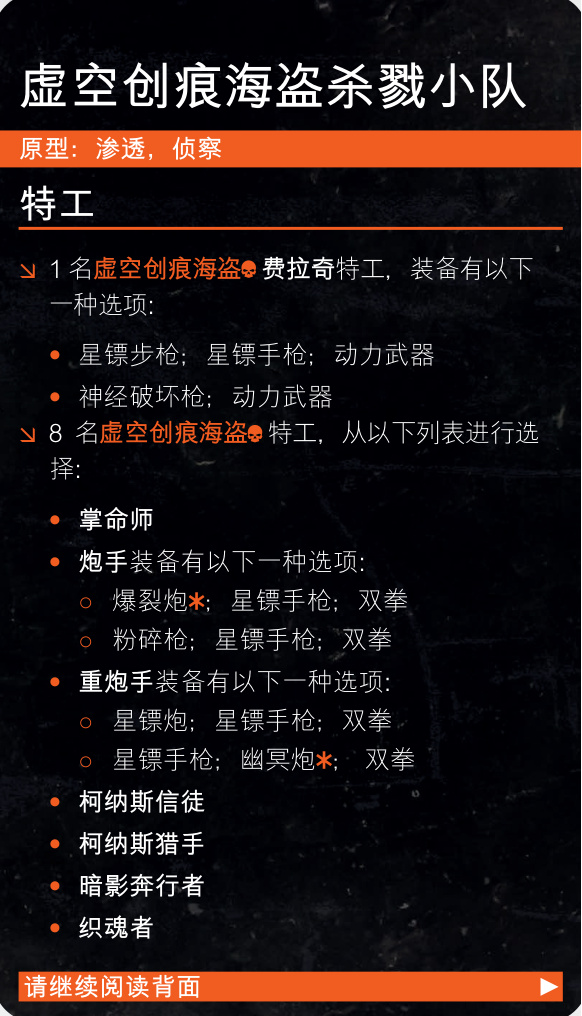 虚空创痕海盗杀戮小队
原型：渗透，侦察
特工
1 名虚空创痕海盗 费拉奇特工，装备有以下
一种选项:
星镖步枪；星镖手枪；动力武器
神经破坏枪；动力武器
8 名虚空创痕海盗 特工，从以下列表进行选
择:
掌命师
炮手装备有以下一种选项:
爆裂炮*；星镖手枪；双拳
粉碎枪；星镖手枪；双拳
重炮手装备有以下一种选项:
星镖炮；星镖手枪；双拳
星镖手枪；幽冥炮*； 双拳
柯纳斯信徒
柯纳斯猎手
暗影奔行者
织魂者
请继续阅读背面